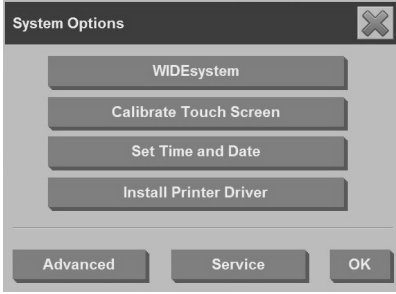 System Options
WIDEsystem
Calibrate Touch Screen
Set Time and Date
Install Printer Driver
Advanced
Service
OK